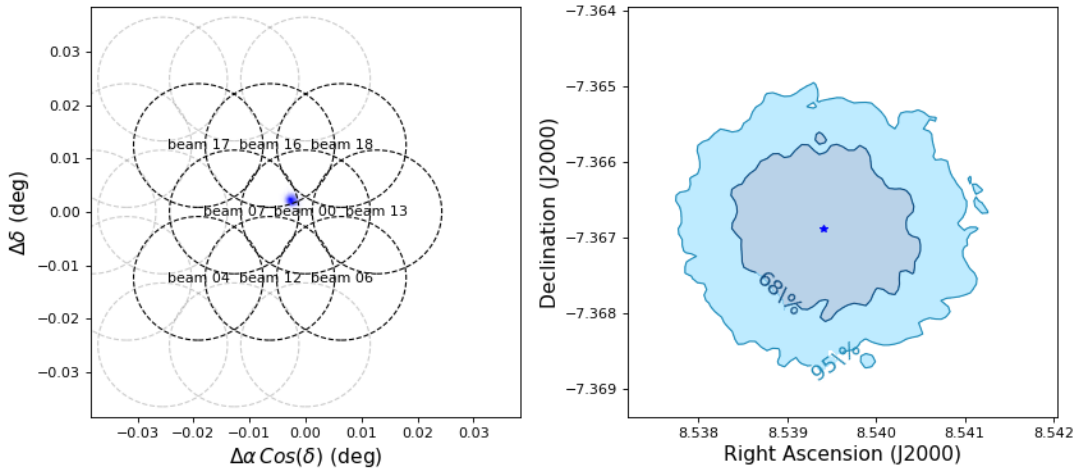 0.03
0.02
0.01
0.00
−0.01
−0.02
−0.03
Δδ (deg)
beam 17 beam 16 beam 18
beam 07 beam 00 beam 13
beam 04 beam 12 beam 06
−0.03 −0.02 −0.01 0.00 0.01 0.02 0.03
Δα Cos(δ) (deg)
−7.364
−7.365
−7.366
−7.367
−7.368
−7.369
Declination (J2000)
68\%
95\%
8.538 8.539 8.540 8.541 8.542
Right Ascension (J2000)